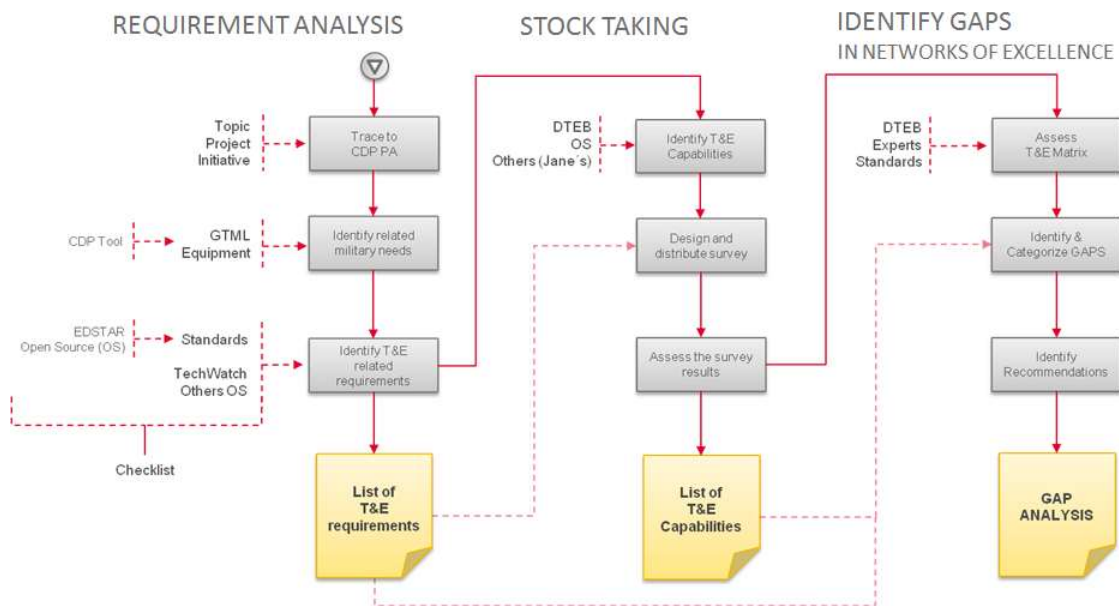 REQUIREMENT ANALYSIS
STOCK TAKING
IDENTIFY GAPS
IN NETWORKS OF EXCELLENCE
Topic
Project
Initiative
Trace to
CDP PA
CDP Tool
GTML
Equipment
Identify related
military needs
EDSTAR
Open Source (OS)
Standards
TechWatch
Others OS
Identify T&E
related
requirements
Checklist
List of
T&E
requirements
DTEB
OS
Others (Jane´s)
Identify T&E
Capabilities
Design and
distribute survey
Assess the survey
results
List of
T&E
Capabilities
DTEB
Experts
Standards
Assess
T&E Matrix
Identify &
Categorize GAPS
Identify
Recommendations
GAP
ANALYSIS